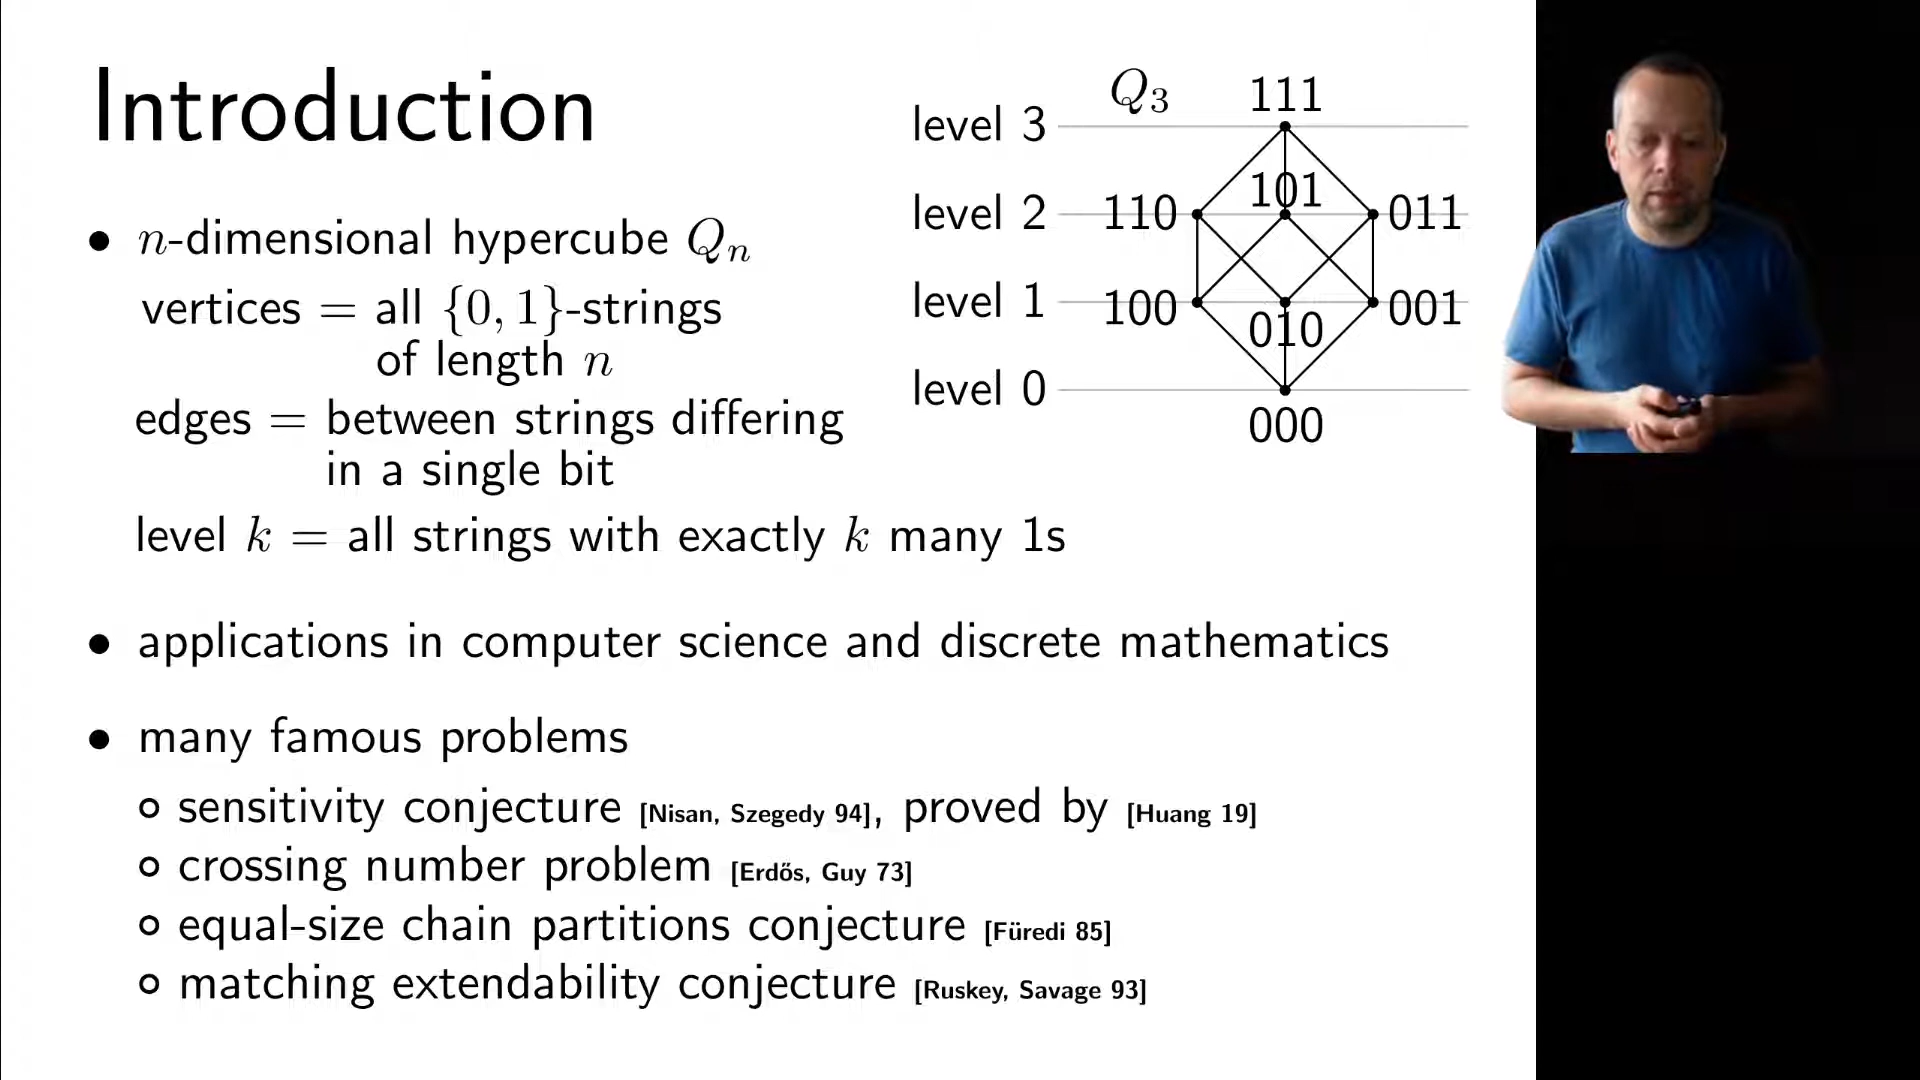 Introduction
• n-dimensional hypercube Qₙ
vertices = all {0, 1}-strings
of length n
edges = between strings differing
in a single bit
level k = all strings with exactly k many 1s
Q₃ 111
level 3
101
level 2 110 011
level 1 100 001
010
level 0
000
• applications in computer science and discrete mathematics
• many famous problems
∘ sensitivity conjecture [Nisan, Szegedy 94], proved by [Huang 19]
∘ crossing number problem [Erdős, Guy 73]
∘ equal-size chain partitions conjecture [Füredi 85]
∘ matching extendability conjecture [Ruskey, Savage 93]